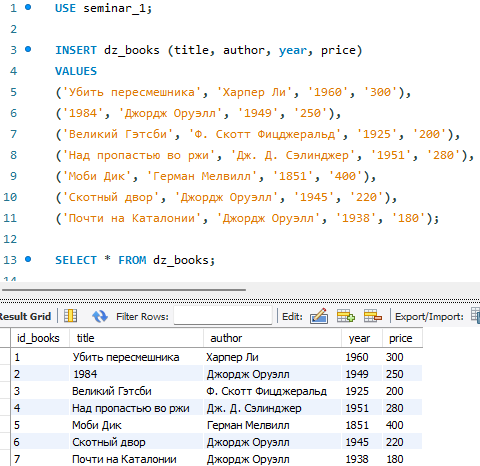 1 USE seminar_1;
2
3 INSERT dz_books (title, author, year, price)
4 VALUES
5 ('Убить пересмешника', 'Харпер Ли', '1960', '300'),
6 ('1984', 'Джордж Оруэлл', '1949', '250'),
7 ('Великий Гэтсби', 'Ф. Скотт Фицджеральд', '1925', '200'),
8 ('Над пропастью во ржи', 'Дж. Д. Сэлинджер', '1951', '280'),
9 ('Моби Дик', 'Герман Мелвилл', '1851', '400'),
10 ('Скотный двор', 'Джордж Оруэлл', '1945', '220'),
11 ('Почти на Каталонии', 'Джордж Оруэлл', '1938', '180');
12
13 SELECT * FROM dz_books;
Result Grid Filter Rows: Edit: Export/Import:
id_books title author year price
1 Убить пересмешника Харпер Ли 1960 300
2 1984 Джордж Оруэлл 1949 250
3 Великий Гэтсби Ф. Скотт Фицджеральд 1925 200
4 Над пропастью во ржи Дж. Д. Сэлинджер 1951 280
5 Моби Дик Герман Мелвилл 1851 400
6 Скотный двор Джордж Оруэлл 1945 220
7 Почти на Каталонии Джордж Оруэлл 1938 180